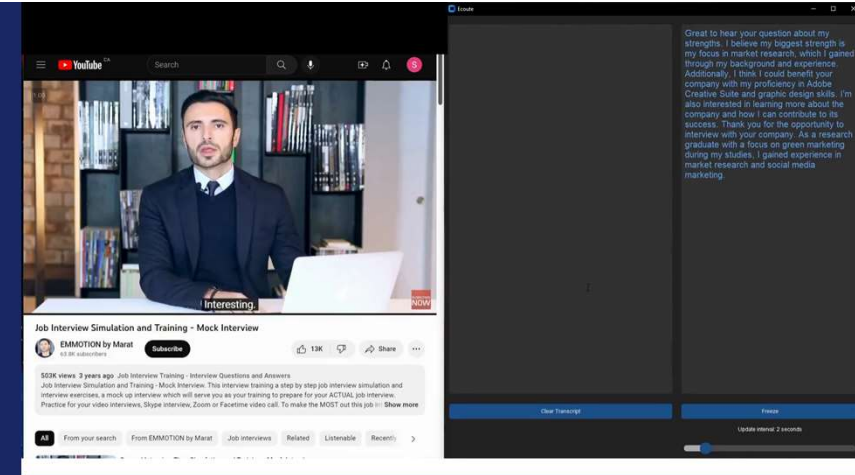 Ecoute
YouTube CA
Search
S
Interesting.
NOW
Job Interview Simulation and Training - Mock Interview
EMMOTION by Marat
63.8K subscribers
Subscribe
13K
Share
503K views 3 years ago Job Interview Training - Interview Questions and Answers
Job Interview Simulation and Training - Mock Interview. This interview training a step by step job interview simulation and
interview exercises, a mock up interview which will serve you as your training to prepare for your ACTUAL job interview.
Practice for your video interviews, Skype interview, Zoom or Facetime video call. To make the MOST out this job in Show more
All
From your search
From EMMOTION by Marat
Job interviews
Related
Listenable
Recently
Great to hear your question about my
strengths. I believe my biggest strength is
my focus in market research, which I gained
through my background and experience.
Additionally, I think I could benefit your
company with my proficiency in Adobe
Creative Suite and graphic design skills. I'm
also interested in learning more about the
company and how I can contribute to its
success. Thank you for the opportunity to
interview with your company. As a research
graduate with a focus on green marketing
during my studies, I gained experience in
market research and social media
marketing.
Clear Transcript
Freeze
Update interval: 2 seconds